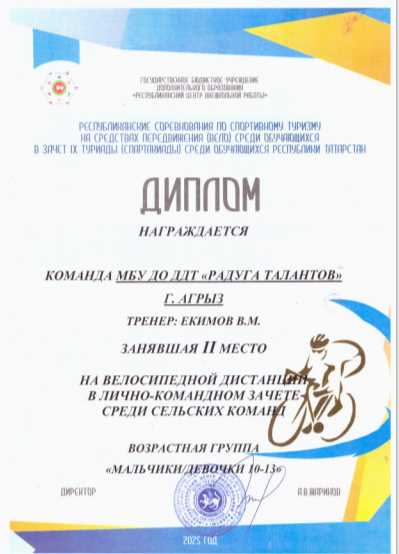 ГОСУДАРСТВЕННОЕ БЮДЖЕТНОЕ УЧРЕЖДЕНИЕ
ДОПОЛНИТЕЛЬНОГО ОБРАЗОВАНИЯ
«РЕСПУБЛИКАНСКИЙ ЦЕНТР ВНЕШКОЛЬНОЙ РАБОТЫ»
РЕСПУБЛИКАНСКИЕ СОРЕВНОВАНИЯ ПО СПОРТИВНОМУ ТУРИЗМУ
НА СРЕДСТВАХ ПЕРЕДВИЖЕНИЯ (ВЕЛО) СРЕДИ ОБУЧАЮЩИХСЯ
В ЗАЧЕТ IX ТУРИАДЫ (СПАРТАКИАДЫ) СРЕДИ ОБУЧАЮЩИХСЯ РЕСПУБЛИКИ ТАТАРСТАН
ДИПЛОМ
НАГРАЖДАЕТСЯ
КОМАНДА МБУ ДО ДДТ «РАДУГА ТАЛАНТОВ»
Г. АГРЫЗ
ТРЕНЕР: ЕКИМОВ В.М.
ЗАНЯВШАЯ II МЕСТО
НА ВЕЛОСИПЕДНОЙ ДИСТАНЦИИ
В ЛИЧНО-КОМАНДНОМ ЗАЧЕТЕ
СРЕДИ СЕЛЬСКИХ КОМАНД
ВОЗРАСТНАЯ ГРУППА
«МАЛЬЧИКИ/ДЕВОЧКИ 10-13»
ДИРЕКТОР А.В.ЖАРИНОВ
2025 ГОД